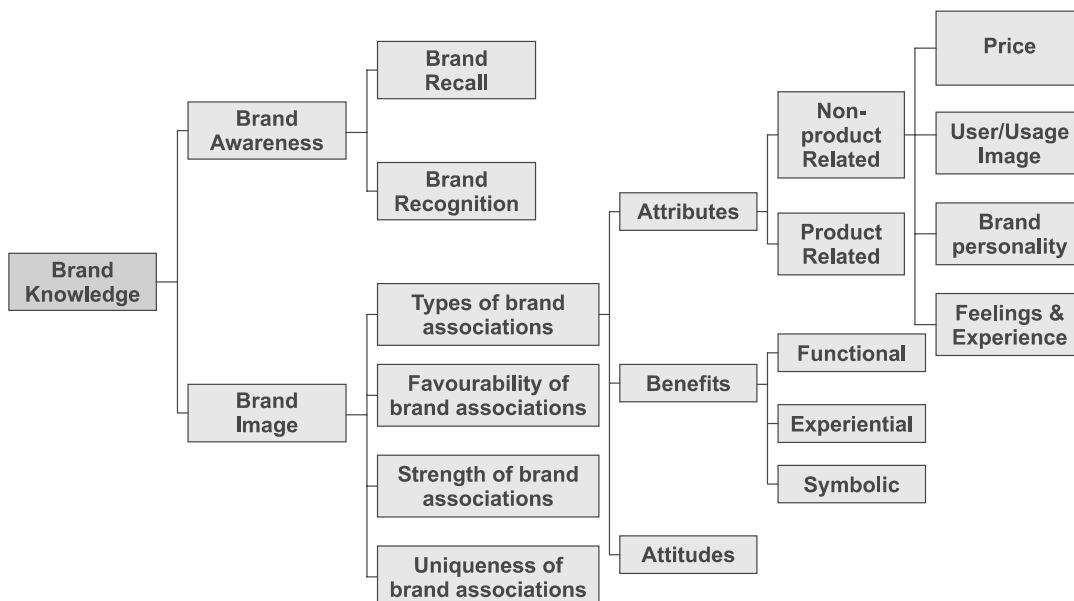 Brand
Knowledge
Brand
Awareness
Brand
Image
Brand
Recall
Brand
Recognition
Types of brand
associations
Favourability of
brand associations
Strength of brand
associations
Uniqueness of
brand associations
Attributes
Benefits
Attitudes
Non-
product
Related
Product
Related
Functional
Experiential
Symbolic
Price
User/Usage
Image
Brand
personality
Feelings &
Experience